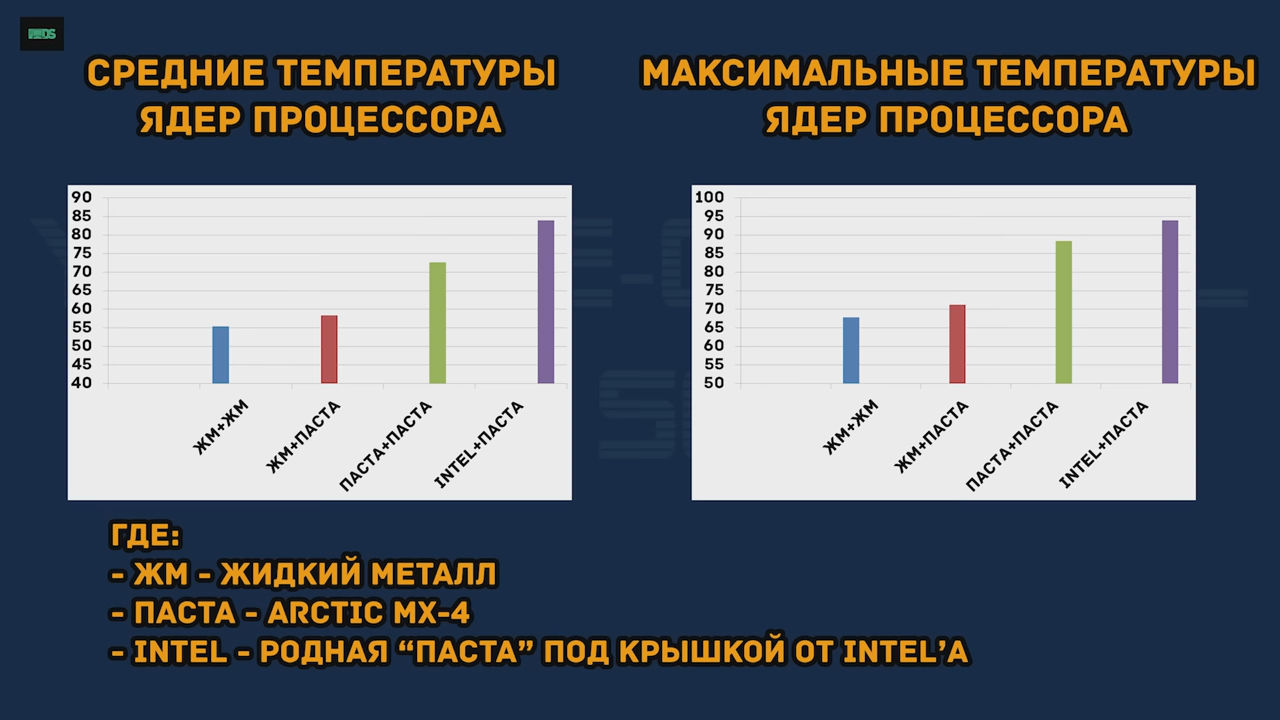 СРЕДНИЕ ТЕМПЕРАТУРЫ
ЯДЕР ПРОЦЕССОРА
90
85
80
75
70
65
60
55
50
45
40
ЖМ+ЖМ
ЖМ+ПАСТА
ПАСТА+ПАСТА
INTEL+ПАСТА
МАКСИМАЛЬНЫЕ ТЕМПЕРАТУРЫ
ЯДЕР ПРОЦЕССОРА
100
95
90
85
80
75
70
65
60
55
50
ЖМ+ЖМ
ЖМ+ПАСТА
ПАСТА+ПАСТА
INTEL+ПАСТА
ГДЕ:
- ЖМ - ЖИДКИЙ МЕТАЛЛ
- ПАСТА - ARCTIC MX-4
- INTEL - РОДНАЯ “ПАСТА” ПОД КРЫШКОЙ ОТ INTEL’А